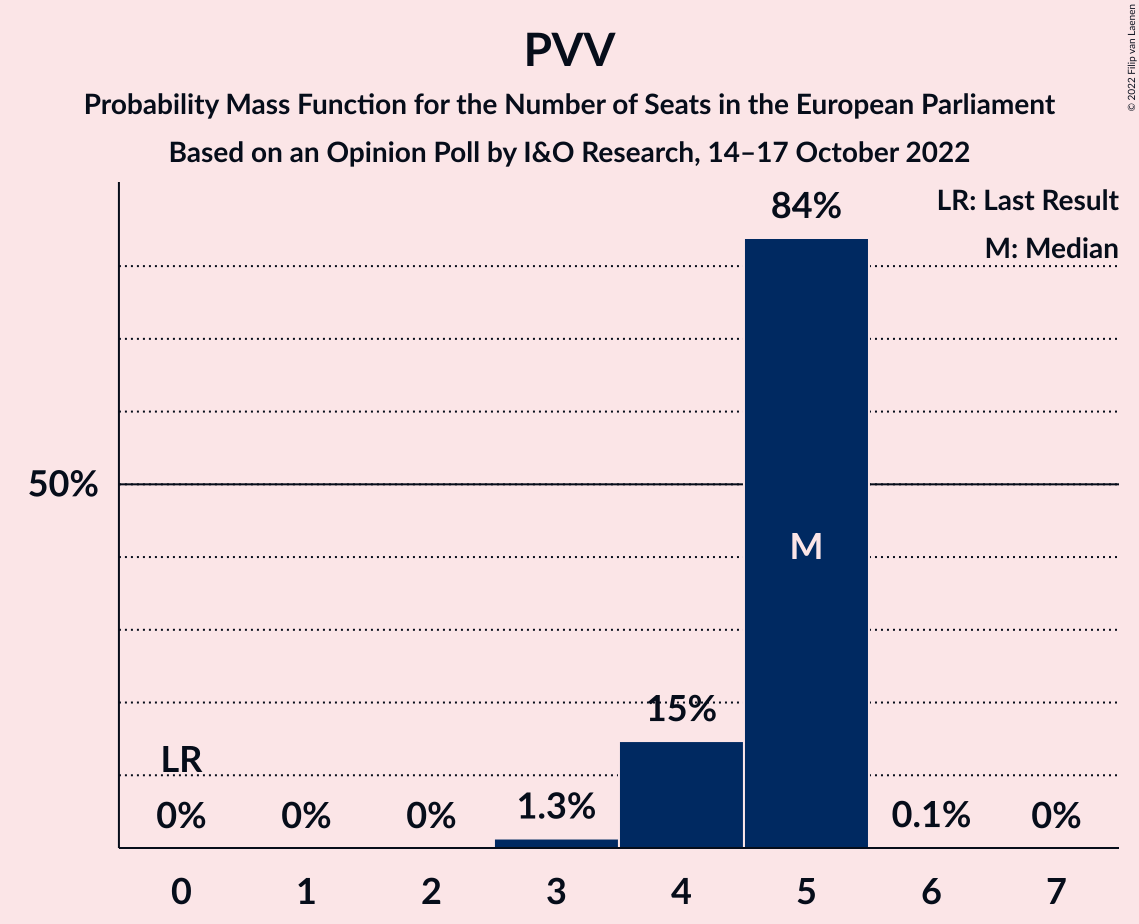 PVV
Probability Mass Function for the Number of Seats in the European Parliament
Based on an Opinion Poll by I&O Research, 14–17 October 2022
© 2022 Filip van Laenen
LR: Last Result
M: Median
84%
50%
M
15%
LR
0%
0%
0%
1.3%
0.1%
0%
0 1 2 3 4 5 6 7